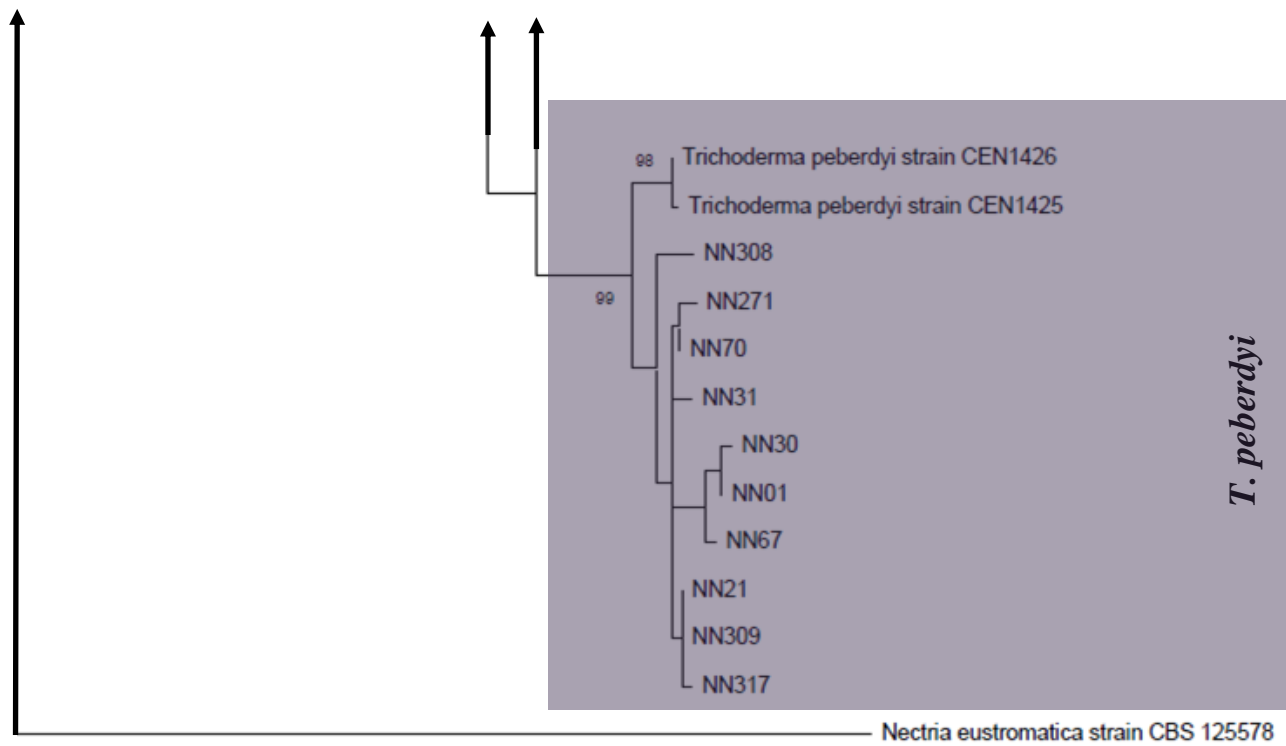 98
Trichoderma peberdyi strain CEN1426
Trichoderma peberdyi strain CEN1425
NN308
99
NN271
NN70
NN31
NN30
NN01
NN67
NN21
NN309
NN317
T. peberdyi
Nectria eustromatica strain CBS 125578